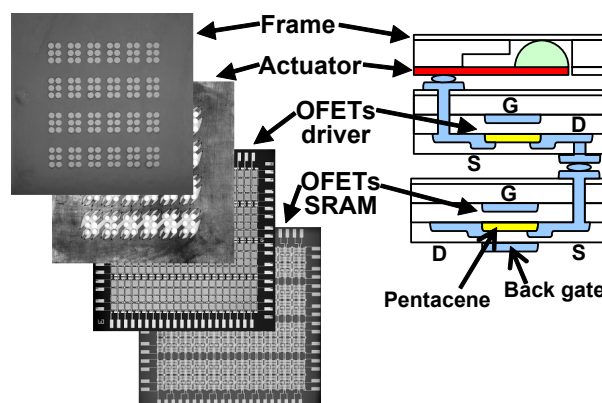 Frame
Actuator
OFETs
driver
OFETs
SRAM
G
D
S
G
D
S
Pentacene
Back gate